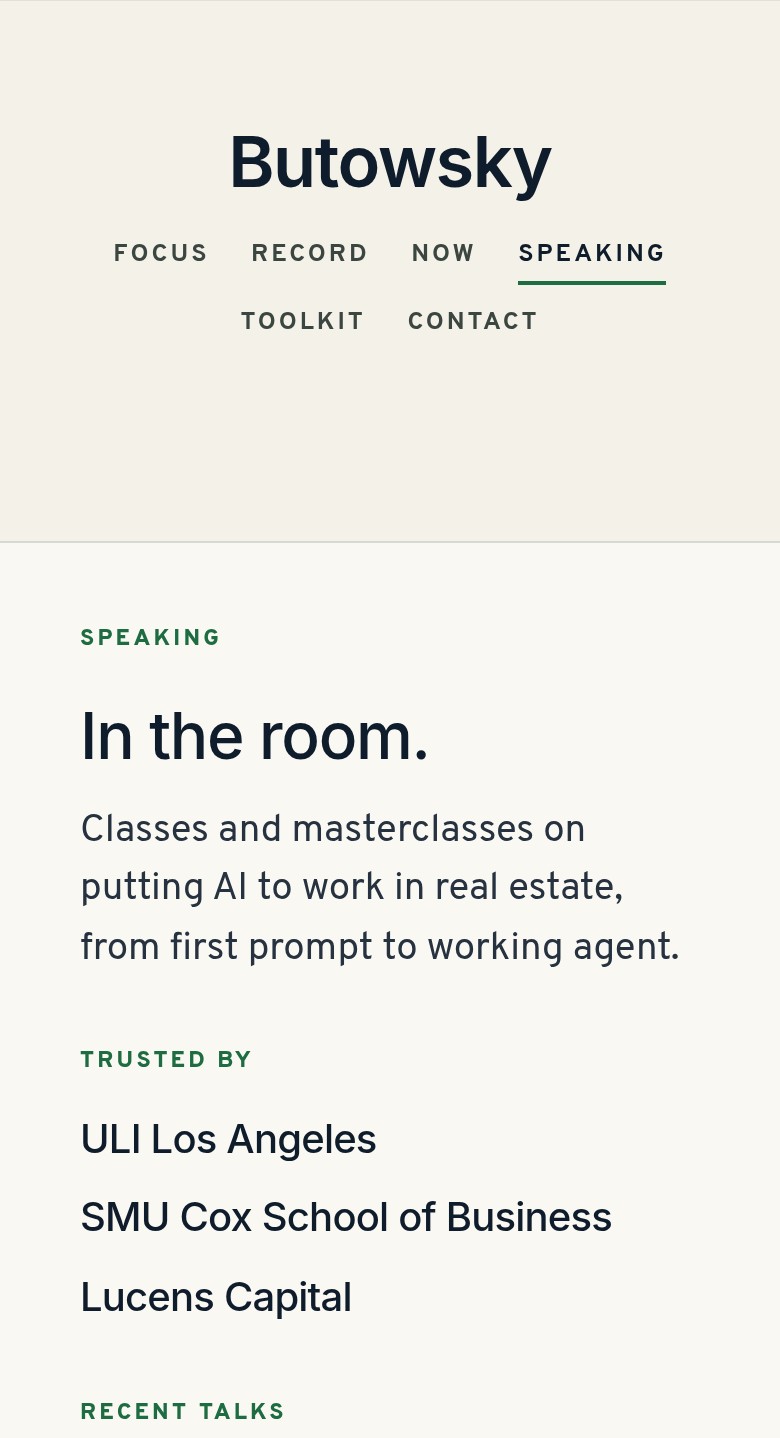 Butowsky
FOCUS RECORD NOW SPEAKING
TOOLKIT CONTACT
SPEAKING
In the room.
Classes and masterclasses on
putting AI to work in real estate,
from first prompt to working agent.
TRUSTED BY
ULI Los Angeles
SMU Cox School of Business
Lucens Capital
RECENT TALKS